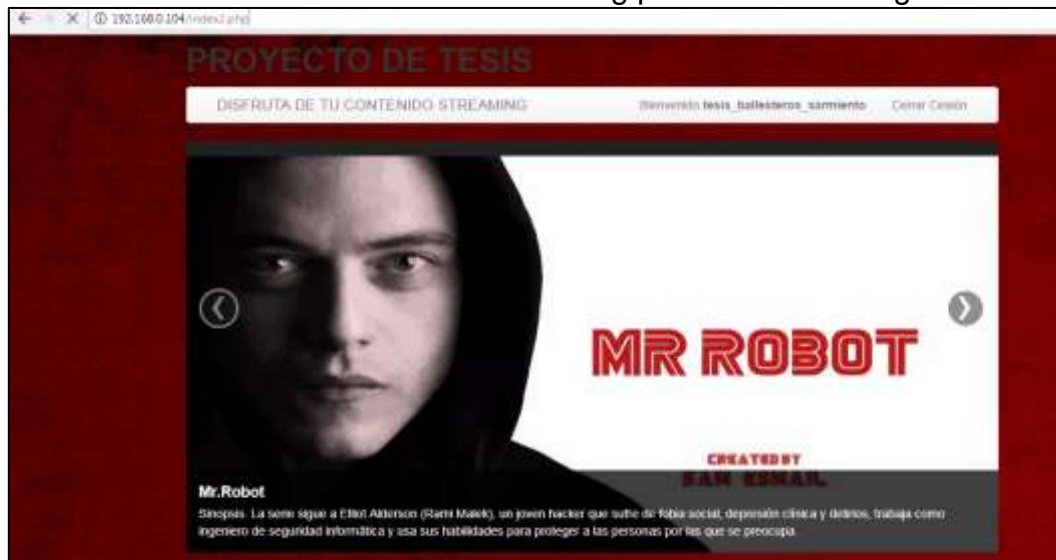 192.168.0.104/index2.php
PROYECTO DE TESIS
DISFRUTA DE TU CONTENIDO STREAMING
Bienvenido tesis_ballesteros_sarmiento
Cerrar Cesión
MR ROBOT
CREATED BY
SAM ESMAIL
Mr.Robot
Sinopsis. La serie sigue a Elliot Alderson (Rami Malek), un joven hacker que sufre de fobia social, depresión clínica y delirios, trabaja como
ingeniero de seguridad informática y usa sus habilidades para proteger a las personas por las que se preocupa.